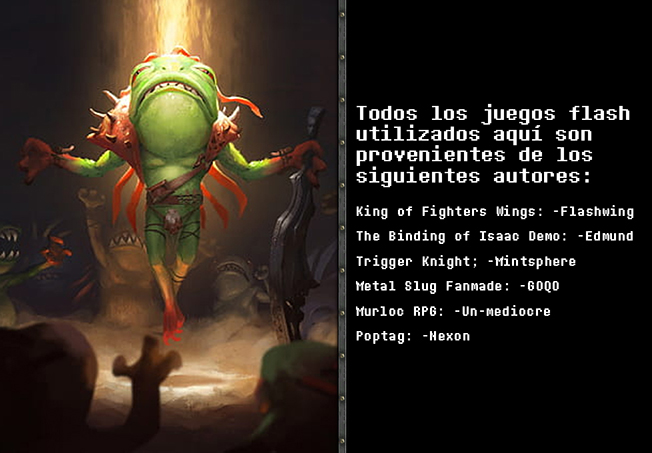 Todos los juegos flash
utilizados aquí son
provenientes de los
siguientes autores:
King of Fighters Wings: -Flashwing
The Binding of Isaac Demo: -Edmund
Trigger Knight: -Mintsphere
Metal Slug Fanmade: -GOQO
Murloc RPG: -Un-mediocre
Poptag: -Nexon